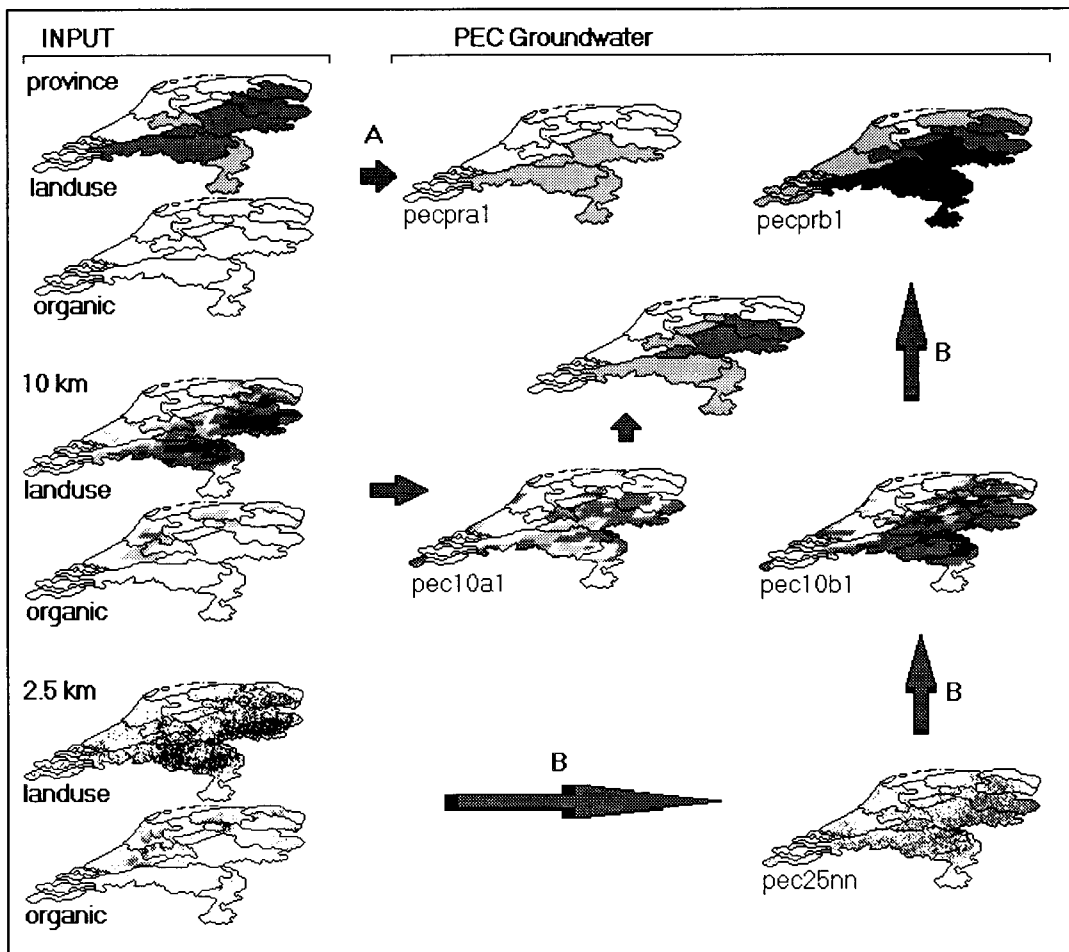 INPUT
PEC Groundwater
province
landuse
organic
A
pecpra1
pecprb1
B
10 km
landuse
organic
pec10a1
pec10b1
B
2.5 km
landuse
organic
B
pec25nn